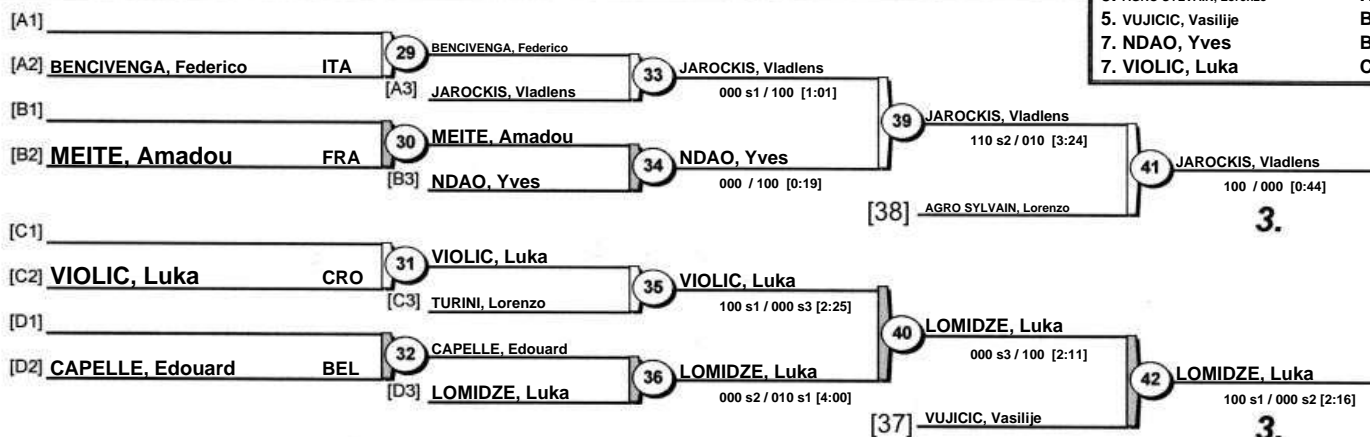 5. VUJICIC, Vasilije B
7. NDAO, Yves B
7. VIOLIC, Luka C
[A1]
[A2] BENCIVENGA, Federico ITA
29 BENCIVENGA, Federico
[A3] JAROCKIS, Vladlens
33 JAROCKIS, Vladlens
000 s1 / 100 [1:01]
[B1]
[B2] MEITE, Amadou FRA
30 MEITE, Amadou
[B3] NDAO, Yves
34 NDAO, Yves
000 / 100 [0:19]
39 JAROCKIS, Vladlens
110 s2 / 010 [3:24]
[38] AGRO SYLVAIN, Lorenzo
41 JAROCKIS, Vladlens
100 / 000 [0:44]
3.
[C1]
[C2] VIOLIC, Luka CRO
31 VIOLIC, Luka
[C3] TURINI, Lorenzo
35 VIOLIC, Luka
100 s1 / 000 s3 [2:25]
[D1]
[D2] CAPELLE, Edouard BEL
32 CAPELLE, Edouard
[D3] LOMIDZE, Luka
36 LOMIDZE, Luka
000 s2 / 010 s1 [4:00]
40 LOMIDZE, Luka
000 s3 / 100 [2:11]
[37] VUJICIC, Vasilije
42 LOMIDZE, Luka
100 s1 / 000 s2 [2:16]
3.